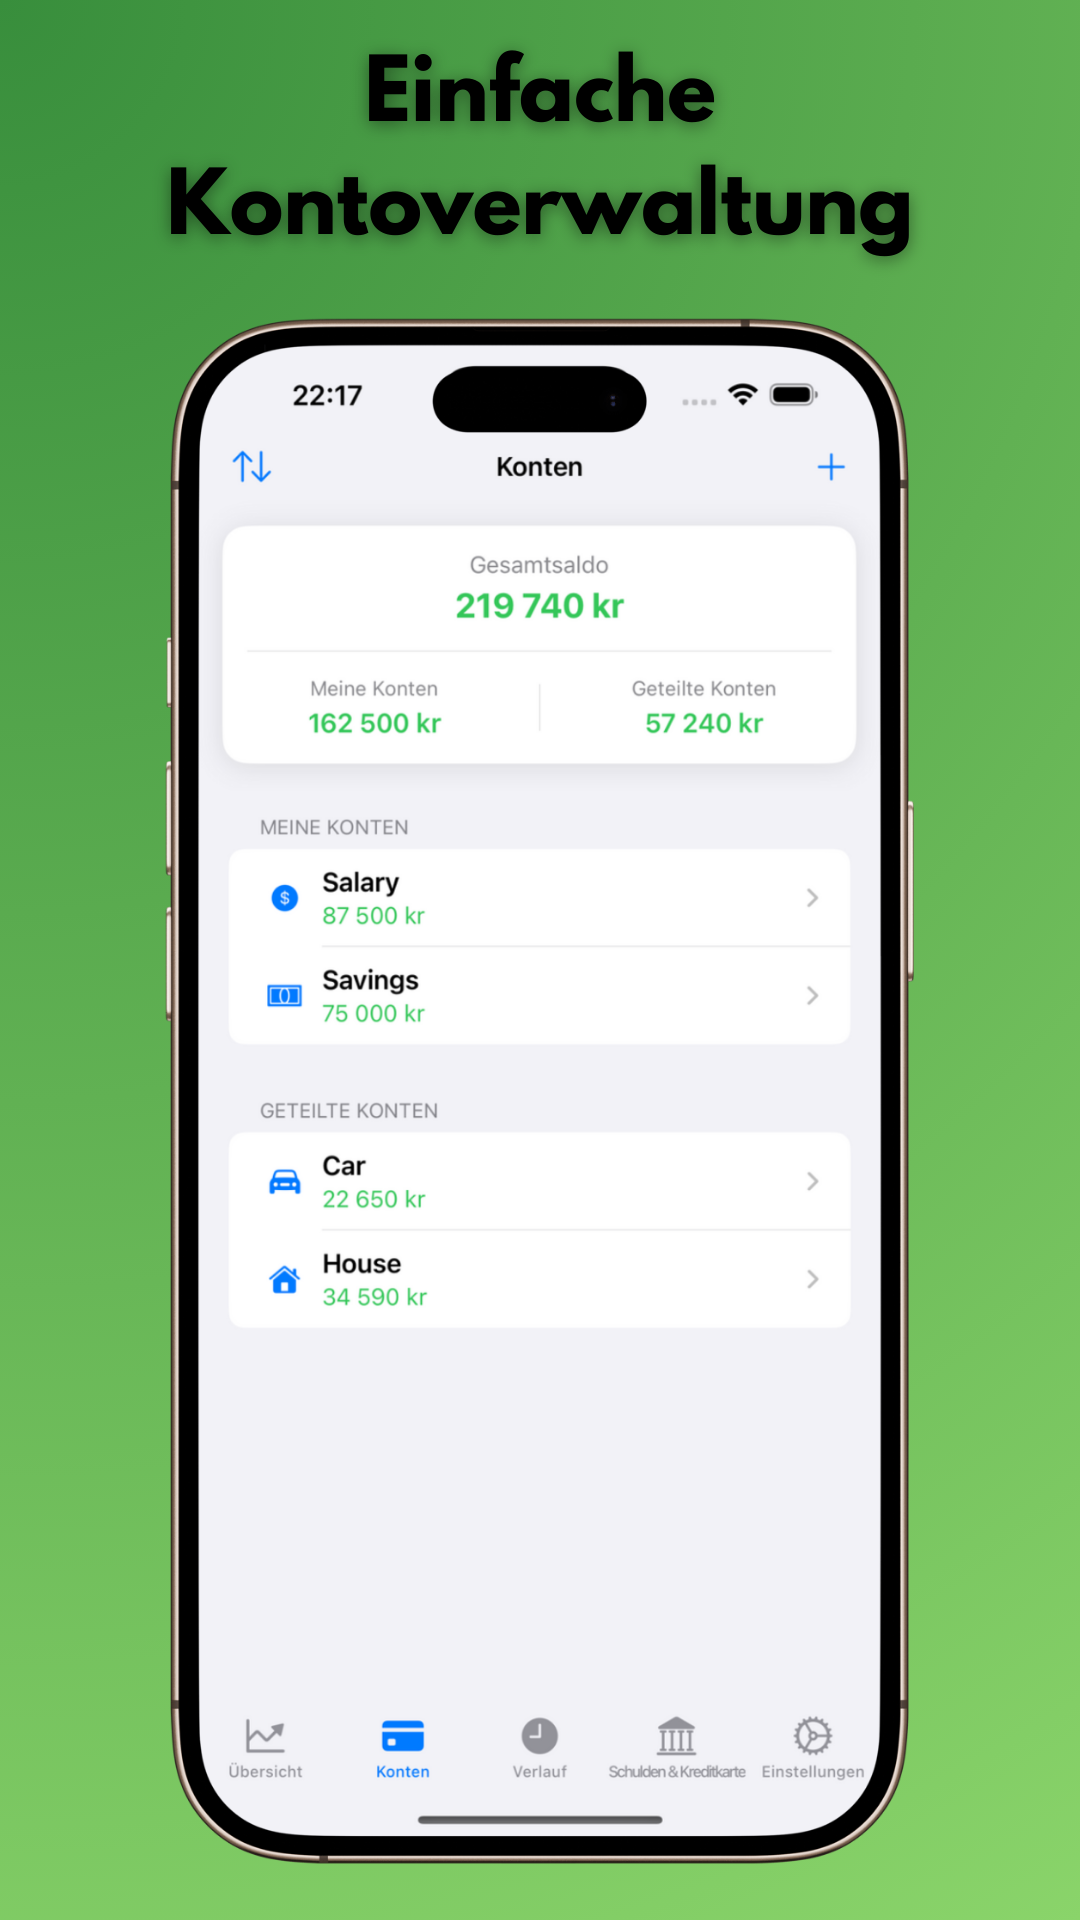 Einfache
Kontoverwaltung
22:17
Konten
Gesamtsaldo
219 740 kr
Meine Konten
Geteilte Konten
162 500 kr
57 240 kr
MEINE KONTEN
$
Salary
87 500 kr
Savings
75 000 kr
GETEILTE KONTEN
Car
22 650 kr
House
34 590 kr
Übersicht
Konten
Verlauf
Schulden & Kreditkarte
Einstellungen